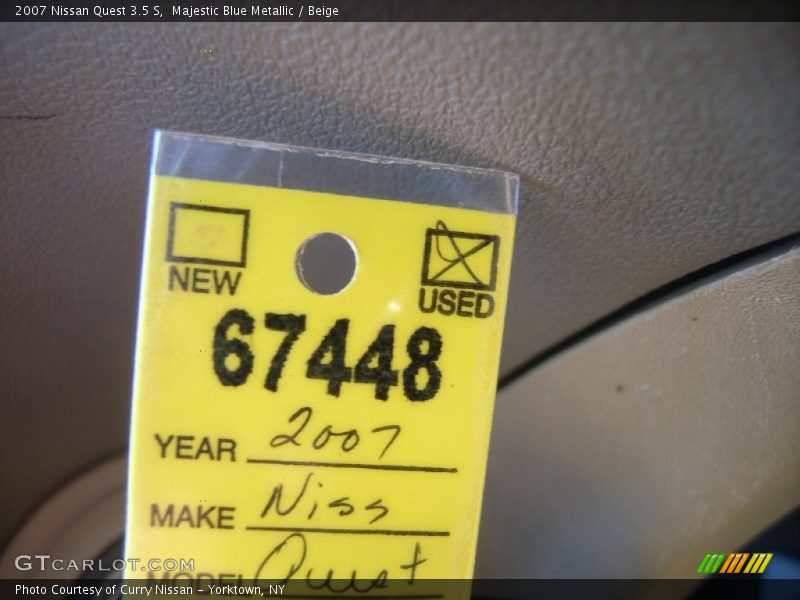 2007 Nissan Quest 3.5 S,  Majestic Blue Metallic / Beige
NEW
USED
67448
YEAR 2007
MAKE Niss
MODEL Quest
GTCARLOT.COM
Photo Courtesy of Curry Nissan - Yorktown, NY